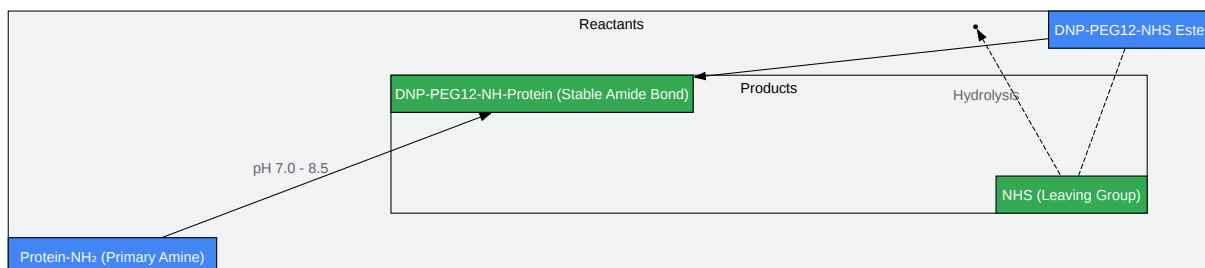 Reactants
DNP-PEG12-NHS Este
DNP-PEG12-NH-Protein (Stable Amide Bond)
Products
Hydrolysis
pH 7.0 - 8.5
NHS (Leaving Group)
Protein-NH₂ (Primary Amine)